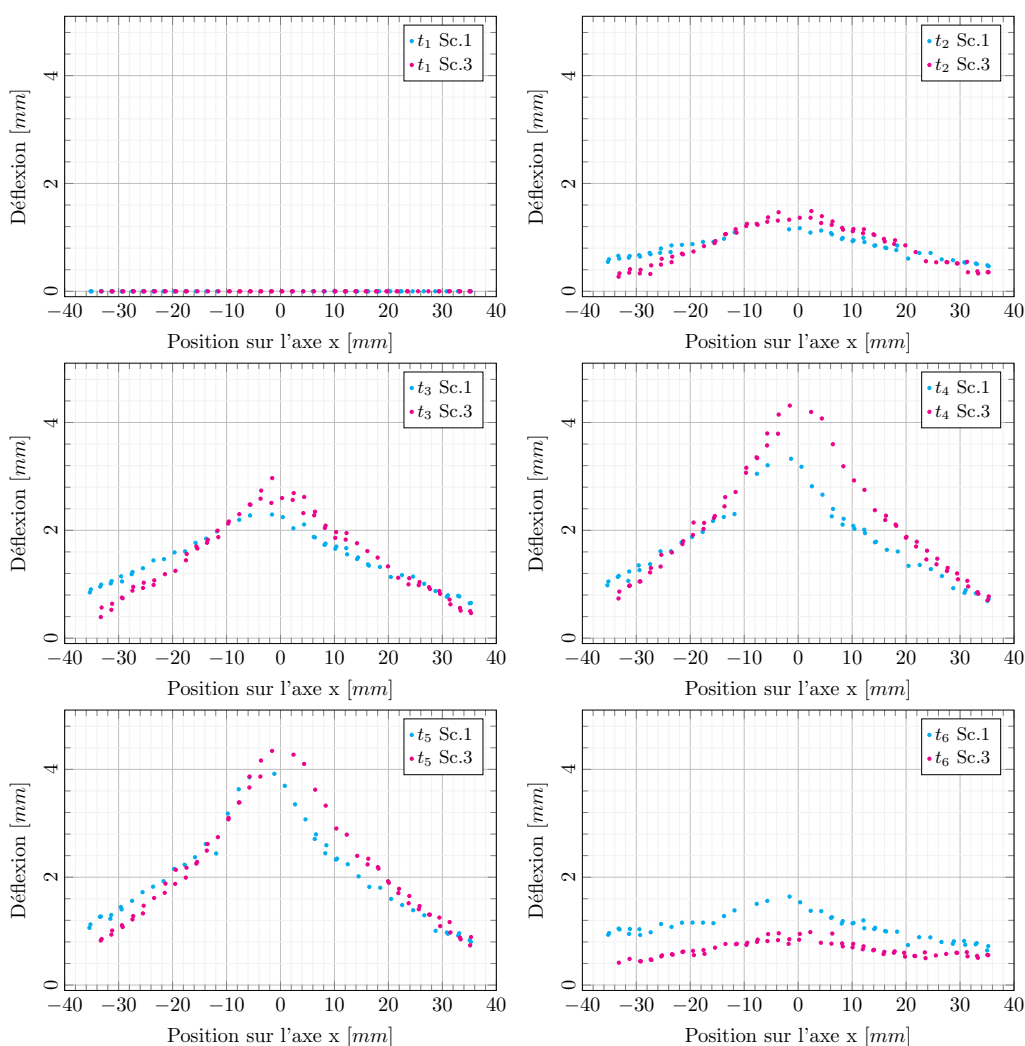 t₁ Sc.1
t₁ Sc.3
4
2
0
Déflexion [mm]
−40 −30 −20 −10 0 10 20 30 40
Position sur l'axe x [mm]
t₂ Sc.1
t₂ Sc.3
4
2
0
Déflexion [mm]
−40 −30 −20 −10 0 10 20 30 40
Position sur l'axe x [mm]
t₃ Sc.1
t₃ Sc.3
4
2
0
Déflexion [mm]
−40 −30 −20 −10 0 10 20 30 40
Position sur l'axe x [mm]
t₄ Sc.1
t₄ Sc.3
4
2
0
Déflexion [mm]
−40 −30 −20 −10 0 10 20 30 40
Position sur l'axe x [mm]
t₅ Sc.1
t₅ Sc.3
4
2
0
Déflexion [mm]
−40 −30 −20 −10 0 10 20 30 40
Position sur l'axe x [mm]
t₆ Sc.1
t₆ Sc.3
4
2
0
Déflexion [mm]
−40 −30 −20 −10 0 10 20 30 40
Position sur l'axe x [mm]